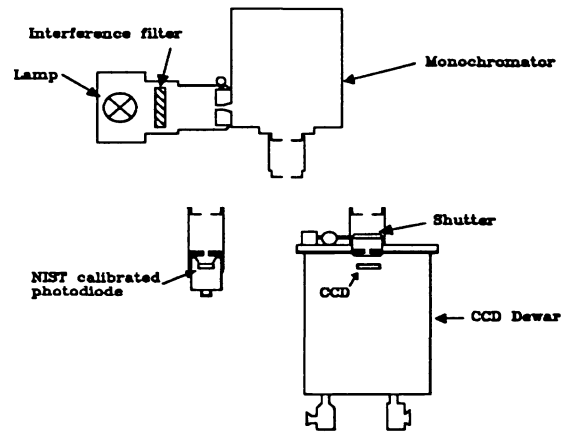 Interference filter
Lamp
Monochromator
Shutter
NIST calibrated
photodiode
CCD
CCD Dewar